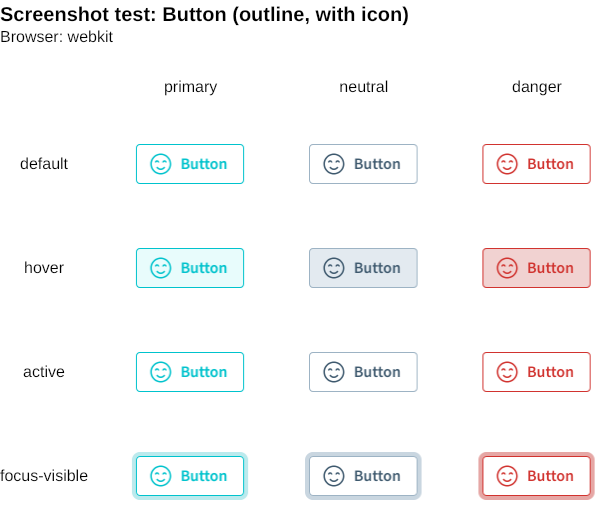 Screenshot test: Button (outline, with icon)
Browser: webkit
primary neutral danger
default Button Button Button
hover Button Button Button
active Button Button Button
focus-visible Button Button Button